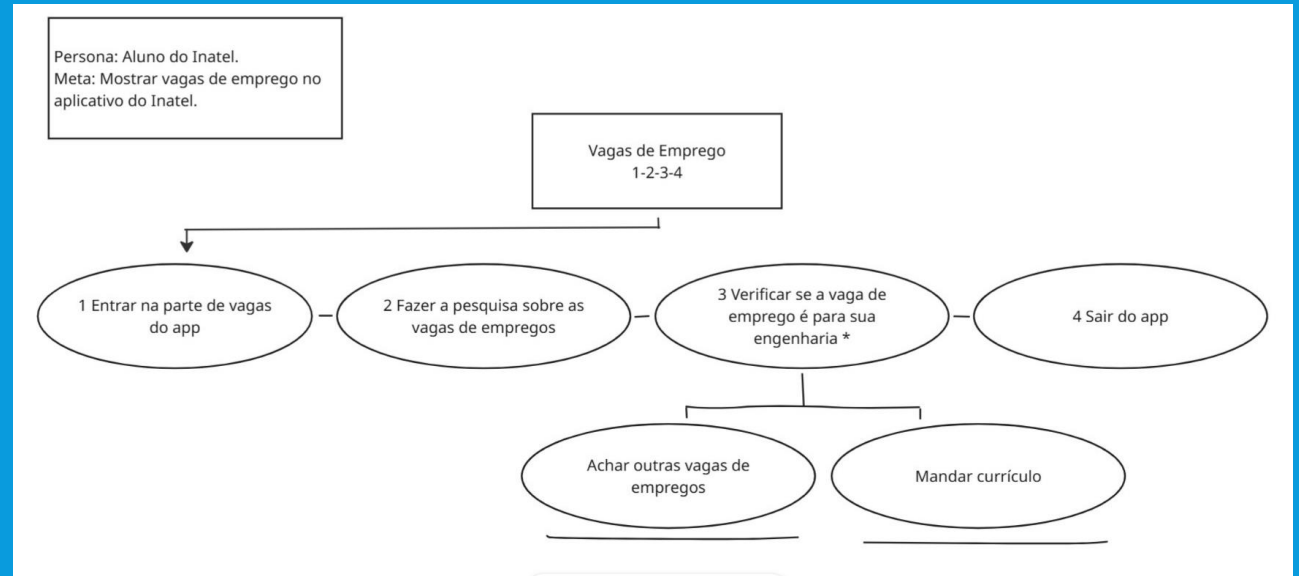 Persona: Aluno do Inatel.
Meta: Mostrar vagas de emprego no
aplicativo do Inatel.
Vagas de Emprego
1-2-3-4
1 Entrar na parte de vagas
do app
2 Fazer a pesquisa sobre as
vagas de empregos
3 Verificar se a vaga de
emprego é para sua
engenharia *
4 Sair do app
Achar outras vagas de
empregos
Mandar currículo